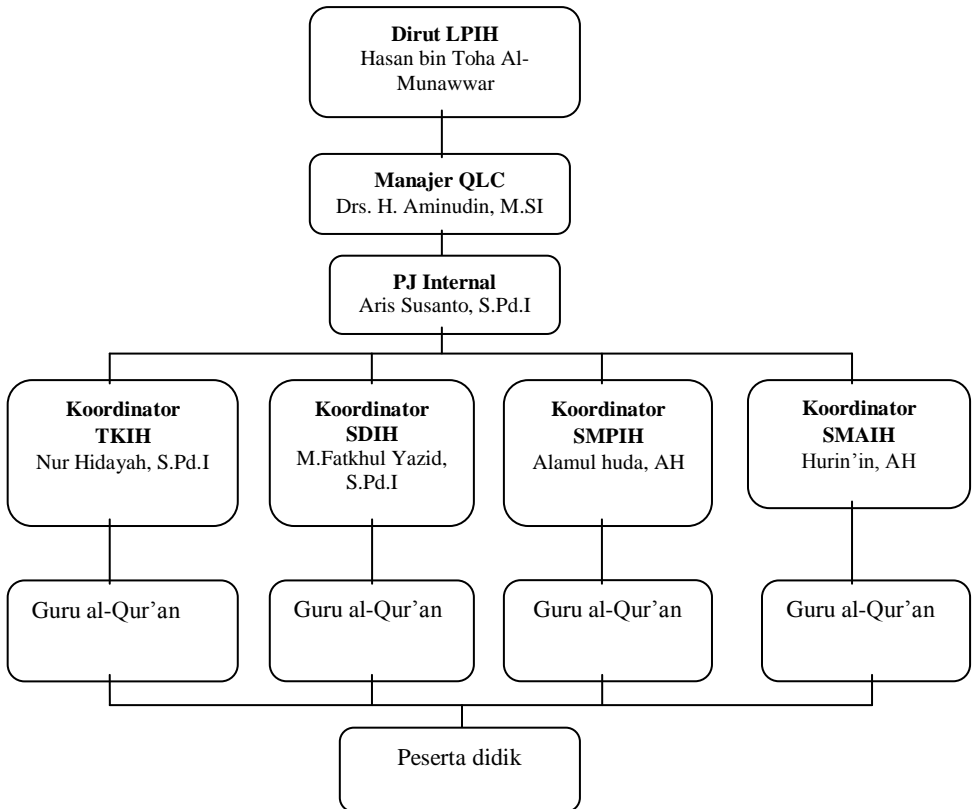 Dirut LPIH
Hasan bin Toha Al-
Munawwar
Manajer QLC
Drs. H. Aminudin, M.SI
PJ Internal
Aris Susanto, S.Pd.I
Koordinator
TKIH
Nur Hidayah, S.Pd.I
Koordinator
SDIH
M.Fatkhul Yazid,
S.Pd.I
Koordinator
SMPIH
Alamul huda, AH
Koordinator
SMAIH
Hurin’in, AH
Guru al-Qur’an
Guru al-Qur’an
Guru al-Qur’an
Guru al-Qur’an
Peserta didik